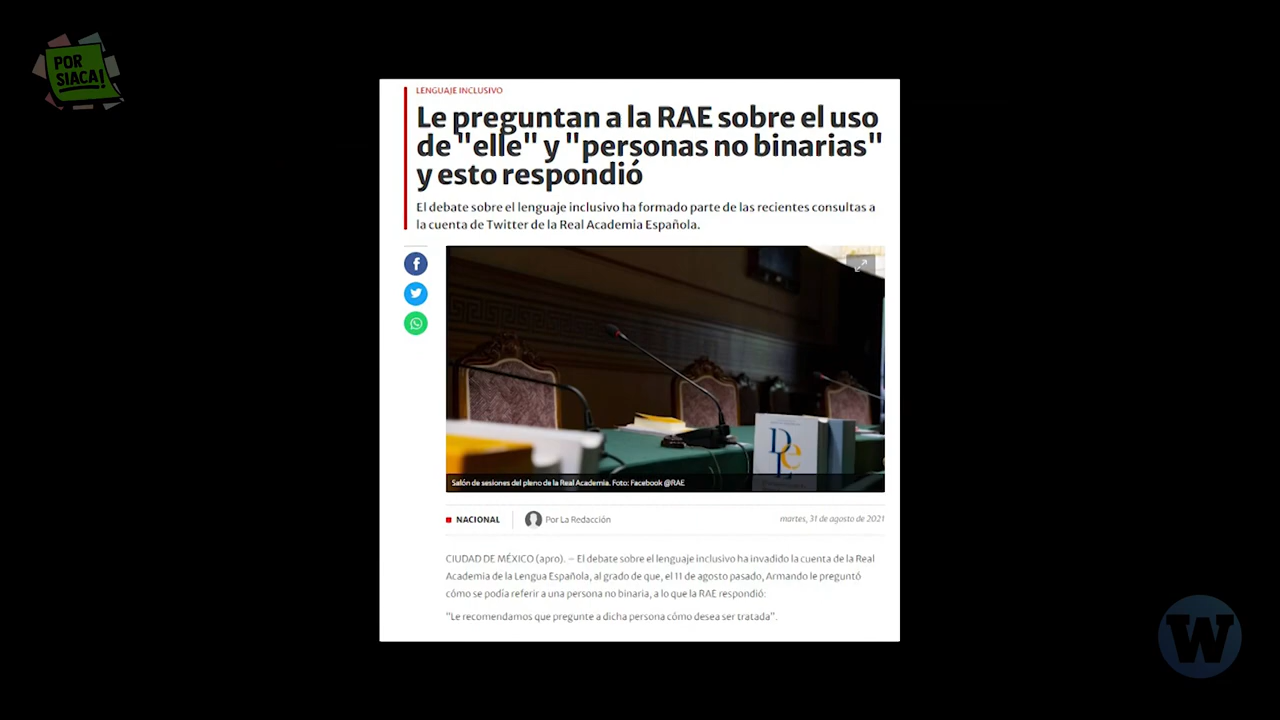 POR
SIACA!
LENGUAJE INCLUSIVO
Le preguntan a la RAE sobre el uso
de "elle" y "personas no binarias"
y esto respondió
El debate sobre el lenguaje inclusivo ha formado parte de las recientes consultas a
la cuenta de Twitter de la Real Academia Española.
DLe
Salón de sesiones del pleno de la Real Academia. Foto: Facebook @RAE
NACIONAL
Por La Redacción
martes, 31 de agosto de 2021
CIUDAD DE MÉXICO (apro). – El debate sobre el lenguaje inclusivo ha invadido la cuenta de la Real
Academia de la Lengua Española, al grado de que, el 11 de agosto pasado, Armando le preguntó
cómo se podía referir a una persona no binaria, a lo que la RAE respondió:
"Le recomendamos que pregunte a dicha persona cómo desea ser tratada".
W